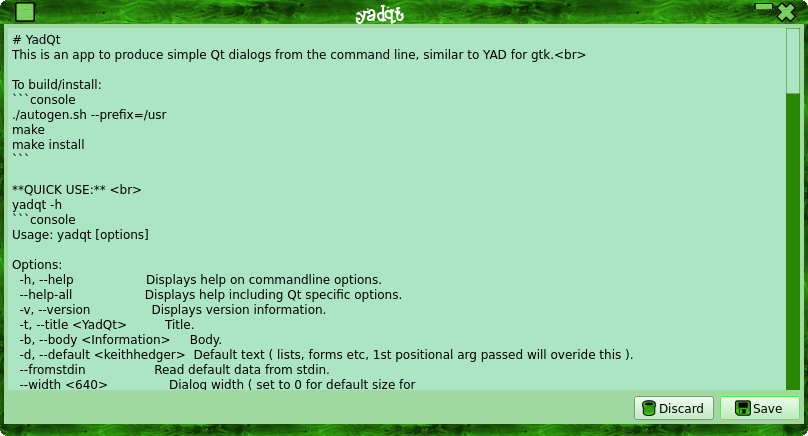 yadqt
# YadQt
This is an app to produce simple Qt dialogs from the command line, similar to YAD for gtk.<br>

To build/install:
```console
./autogen.sh --prefix=/usr
make
make install
```

**QUICK USE:** <br>
yadqt -h
```console
Usage: yadqt [options]

Options:
  -h, --help                   Displays help on commandline options.
  --help-all                   Displays help including Qt specific options.
  -v, --version                Displays version information.
  -t, --title <YadQt>          Title.
  -b, --body <Information>     Body.
  -d, --default <keithhedger>  Default text ( lists, forms etc, 1st positional arg passed will overide this ).
  --fromstdin                  Read default data from stdin.
  --width <640>                Dialog width ( set to 0 for default size for
Discard
Save